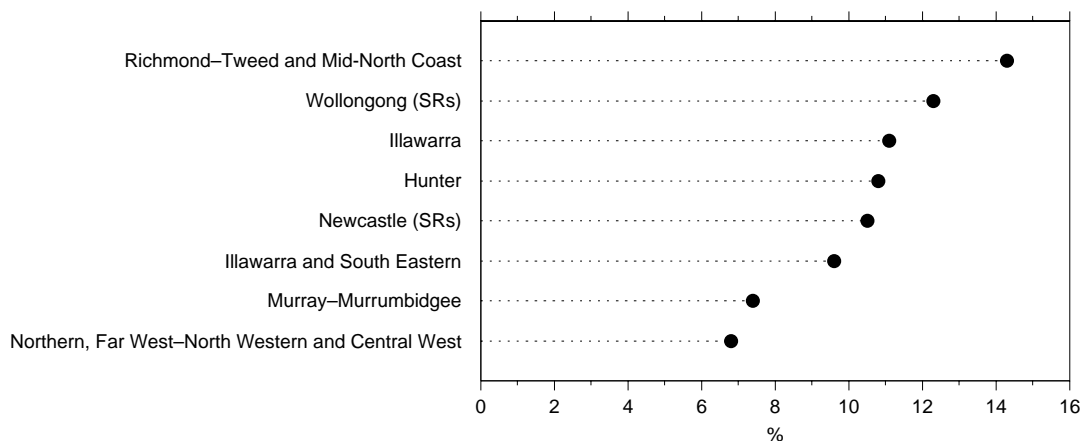 Richmond–Tweed and Mid-North Coast
Wollongong (SRs)
Illawarra
Hunter
Newcastle (SRs)
Illawarra and South Eastern
Murray–Murrumbidgee
Northern, Far West–North Western and Central West
0 2 4 6 8 10 12 14 16
%